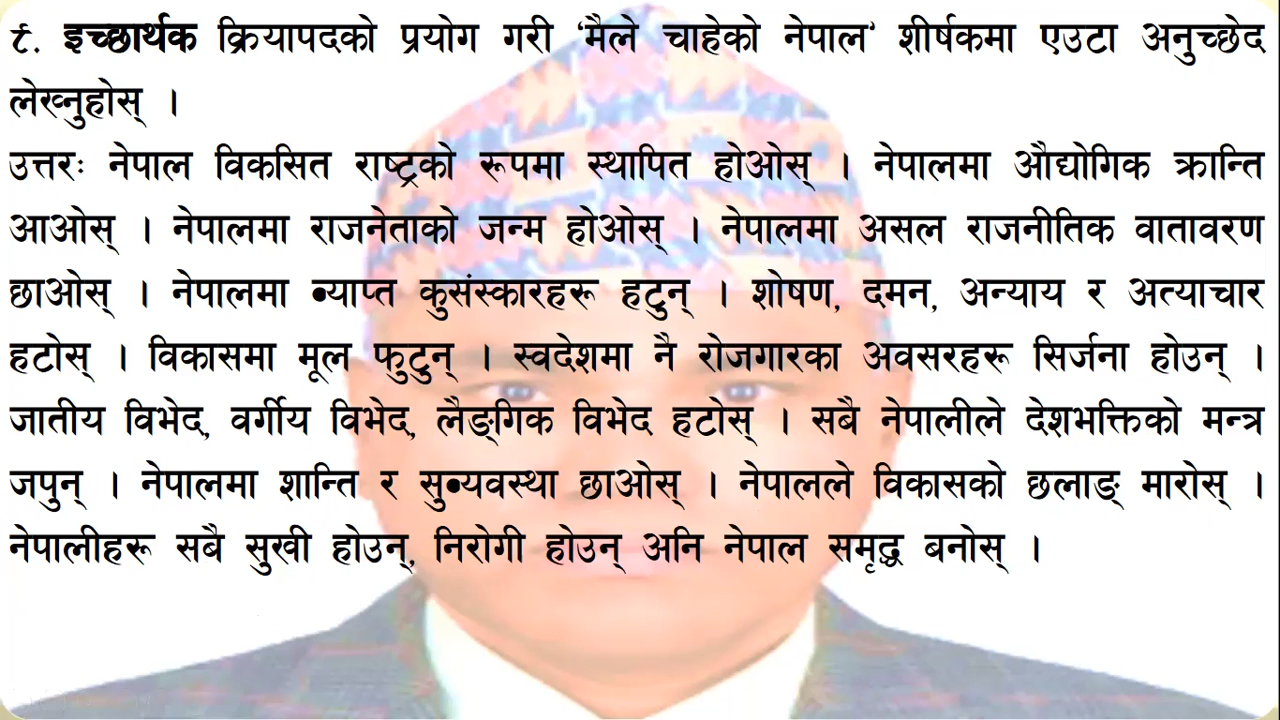 ८. इच्छार्थक क्रियापदको प्रयोग गरी 'मैले चाहेको नेपाल' शीर्षकमा एउटा अनुच्छेद
लेख्नुहोस् ।
उत्तरः नेपाल विकसित राष्ट्रको रूपमा स्थापित होओस् । नेपालमा औद्योगिक क्रान्ति
आओस् । नेपालमा राजनेताको जन्म होओस् । नेपालमा असल राजनीतिक वातावरण
छाओस् । नेपालमा व्याप्त कुसंस्कारहरू हटुन् । शोषण, दमन, अन्याय र अत्याचार
हटोस् । विकासमा मूल फुटुन् । स्वदेशमा नै रोजगारका अवसरहरू सिर्जना होउन् ।
जातीय विभेद, वर्गीय विभेद, लैङ्गिक विभेद हटोस् । सबै नेपालीले देशभक्तिको मन्त्र
जपुन् । नेपालमा शान्ति र सुव्यवस्था छाओस् । नेपालले विकासको छलाङ् मारोस् ।
नेपालीहरू सबै सुखी होउन्, निरोगी होउन् अनि नेपाल समृद्ध बनोस् ।